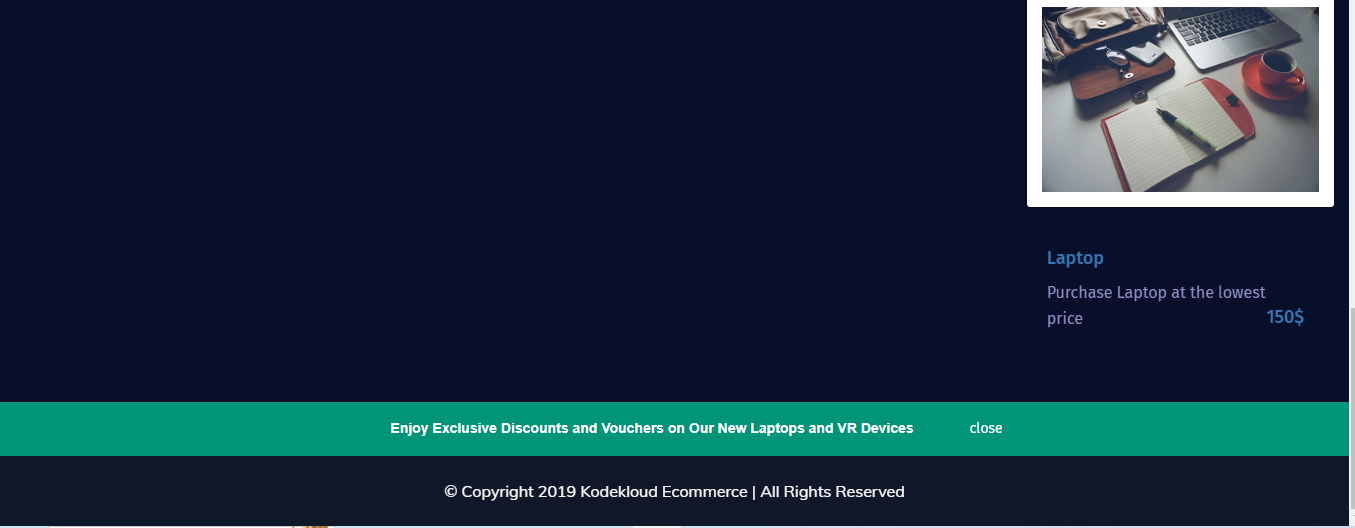 Laptop
Purchase Laptop at the lowest
price 150$
Enjoy Exclusive Discounts and Vouchers on Our New Laptops and VR Devices close
© Copyright 2019 Kodekloud Ecommerce | All Rights Reserved